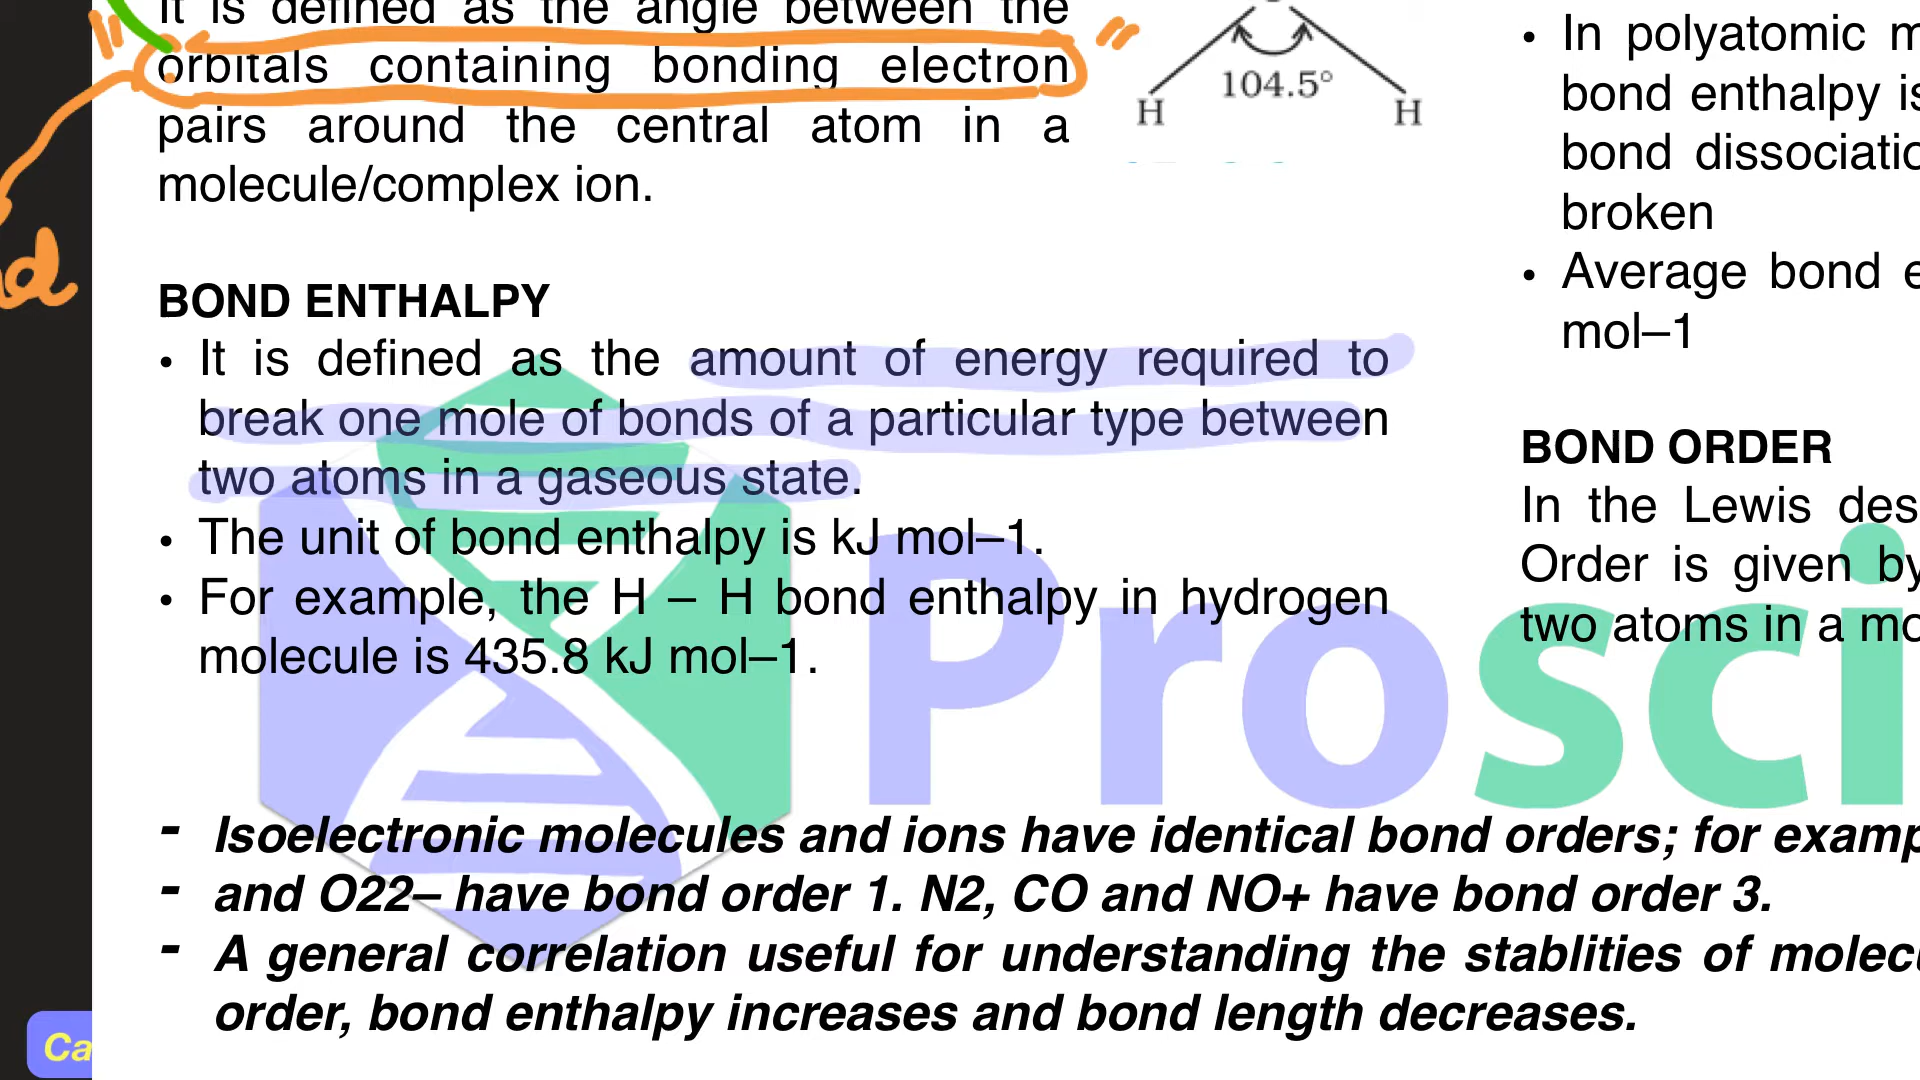 It is defined as the angle between the
orbitals containing bonding electron
pairs around the central atom in a
molecule/complex ion.
104.5°
H H
BOND ENTHALPY
• It is defined as the amount of energy required to
break one mole of bonds of a particular type between
two atoms in a gaseous state.
• The unit of bond enthalpy is kJ mol–1.
• For example, the H – H bond enthalpy in hydrogen
molecule is 435.8 kJ mol–1.
• In polyatomic
bond enthalpy
bond
broken
• Average bond
mol–1
BOND ORDER
In the Lewis
Order is given by
two atoms in a
Prosci
- Isoelectronic molecules and ions have identical bond orders; for
- and O22– have bond order 1. N2, CO and NO+ have bond order 3.
- A general correlation useful for understanding the stablities of
order, bond enthalpy increases and bond length decreases.